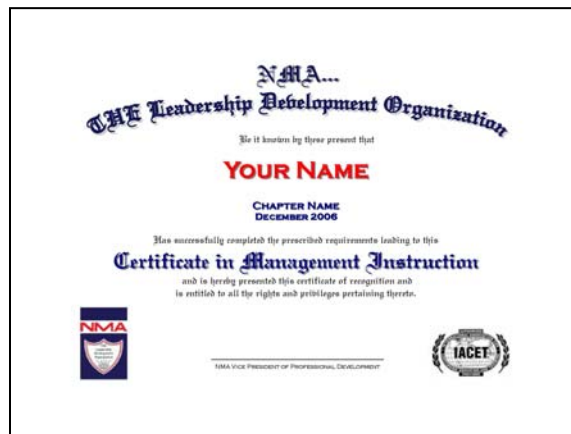 NMA...
THE Leadership Development Organization
Be it known by these present that
YOUR NAME
CHAPTER NAME
DECEMBER 2006
Has successfully completed the prescribed requirements leading to this
Certificate in Management Instruction
and is hereby presented this certificate of recognition and
is entitled to all the rights and privileges pertaining thereto.
NMA
IACET
NMA VICE PRESIDENT OF PROFESSIONAL DEVELOPMENT